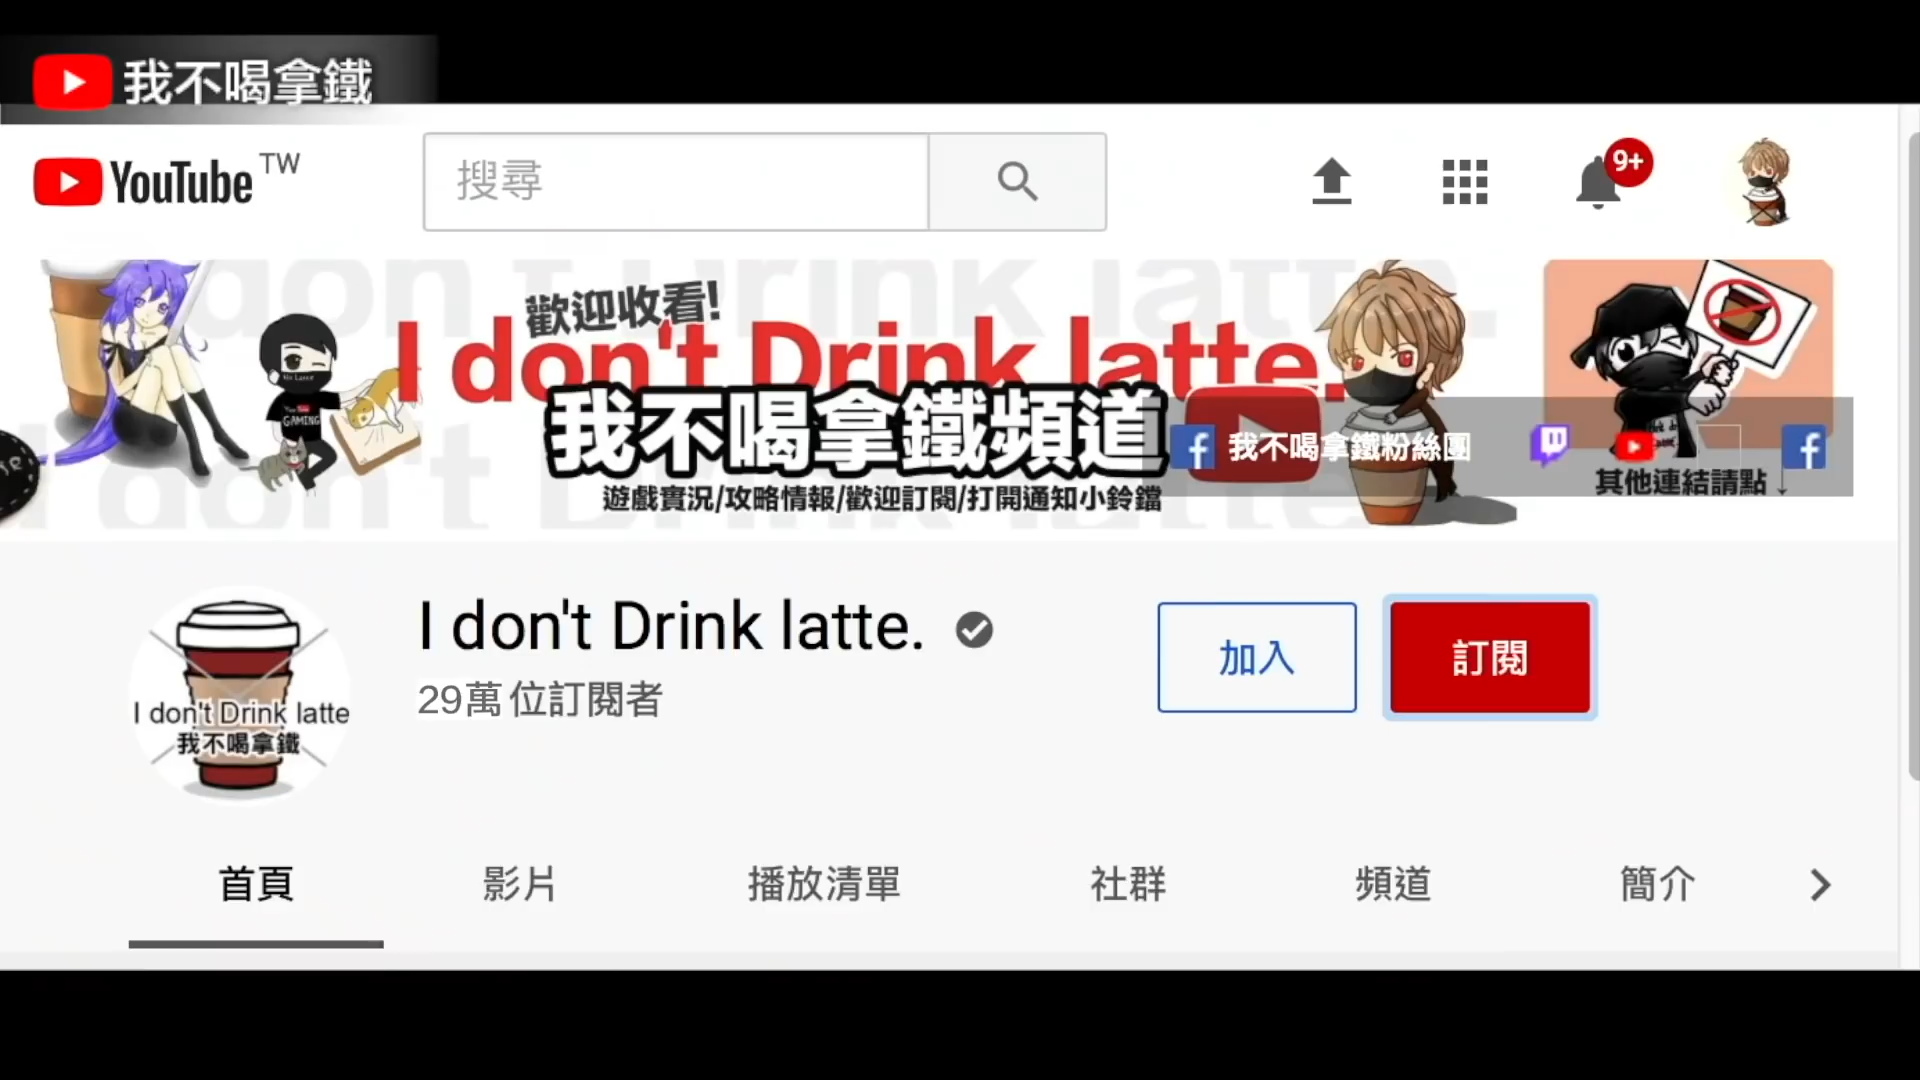 我不喝拿鐵
YouTube TW
搜尋
9+
歡迎收看!
I don't Drink latte.
我不喝拿鐵頻道
遊戲實況/攻略情報/歡迎訂閱/打開通知小鈴鐺
我不喝拿鐵粉絲團
其他連結請點↓
I don't Drink latte.
29萬 位訂閱者
加入
訂閱
I don't Drink latte
我不喝拿鐵
首頁
影片
播放清單
社群
頻道
簡介